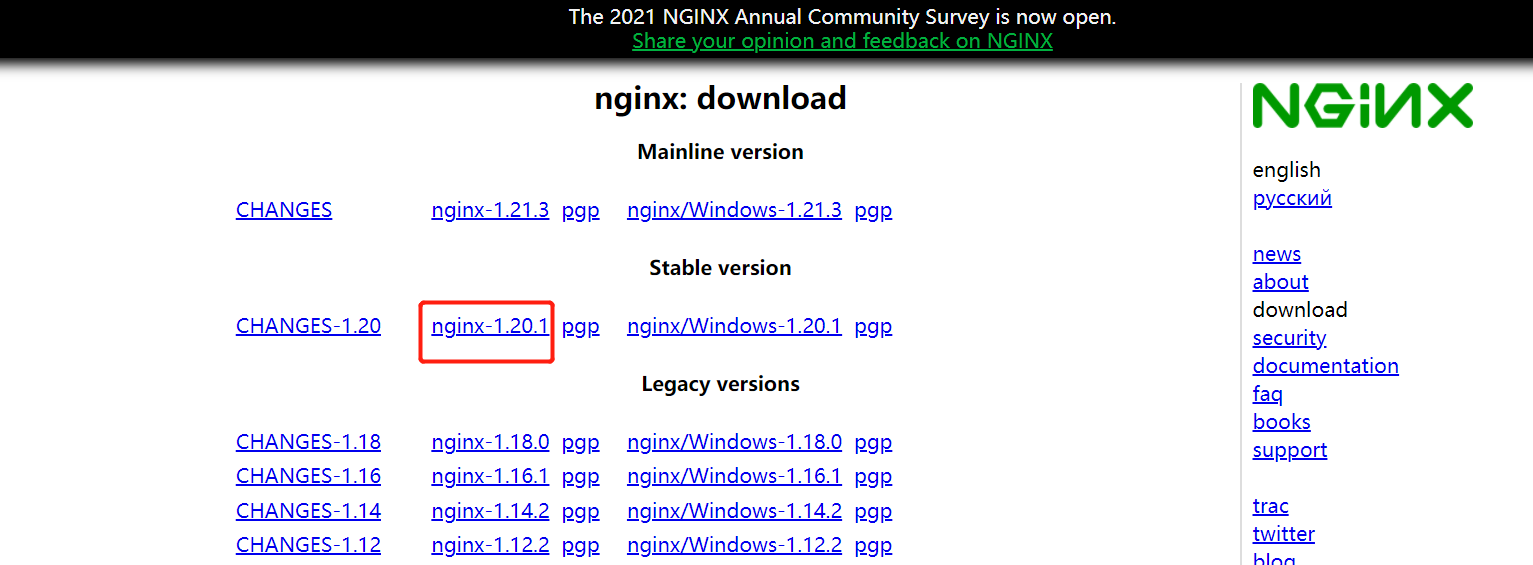 The 2021 NGINX Annual Community Survey is now open.
Share your opinion and feedback on NGINX
nginx: download
Mainline version
CHANGES nginx-1.21.3 pgp nginx/Windows-1.21.3 pgp
Stable version
CHANGES-1.20 nginx-1.20.1 pgp nginx/Windows-1.20.1 pgp
Legacy versions
CHANGES-1.18 nginx-1.18.0 pgp nginx/Windows-1.18.0 pgp
CHANGES-1.16 nginx-1.16.1 pgp nginx/Windows-1.16.1 pgp
CHANGES-1.14 nginx-1.14.2 pgp nginx/Windows-1.14.2 pgp
CHANGES-1.12 nginx-1.12.2 pgp nginx/Windows-1.12.2 pgp
NGINX
english
русский
news
about
download
security
documentation
faq
books
support
trac
twitter
blog